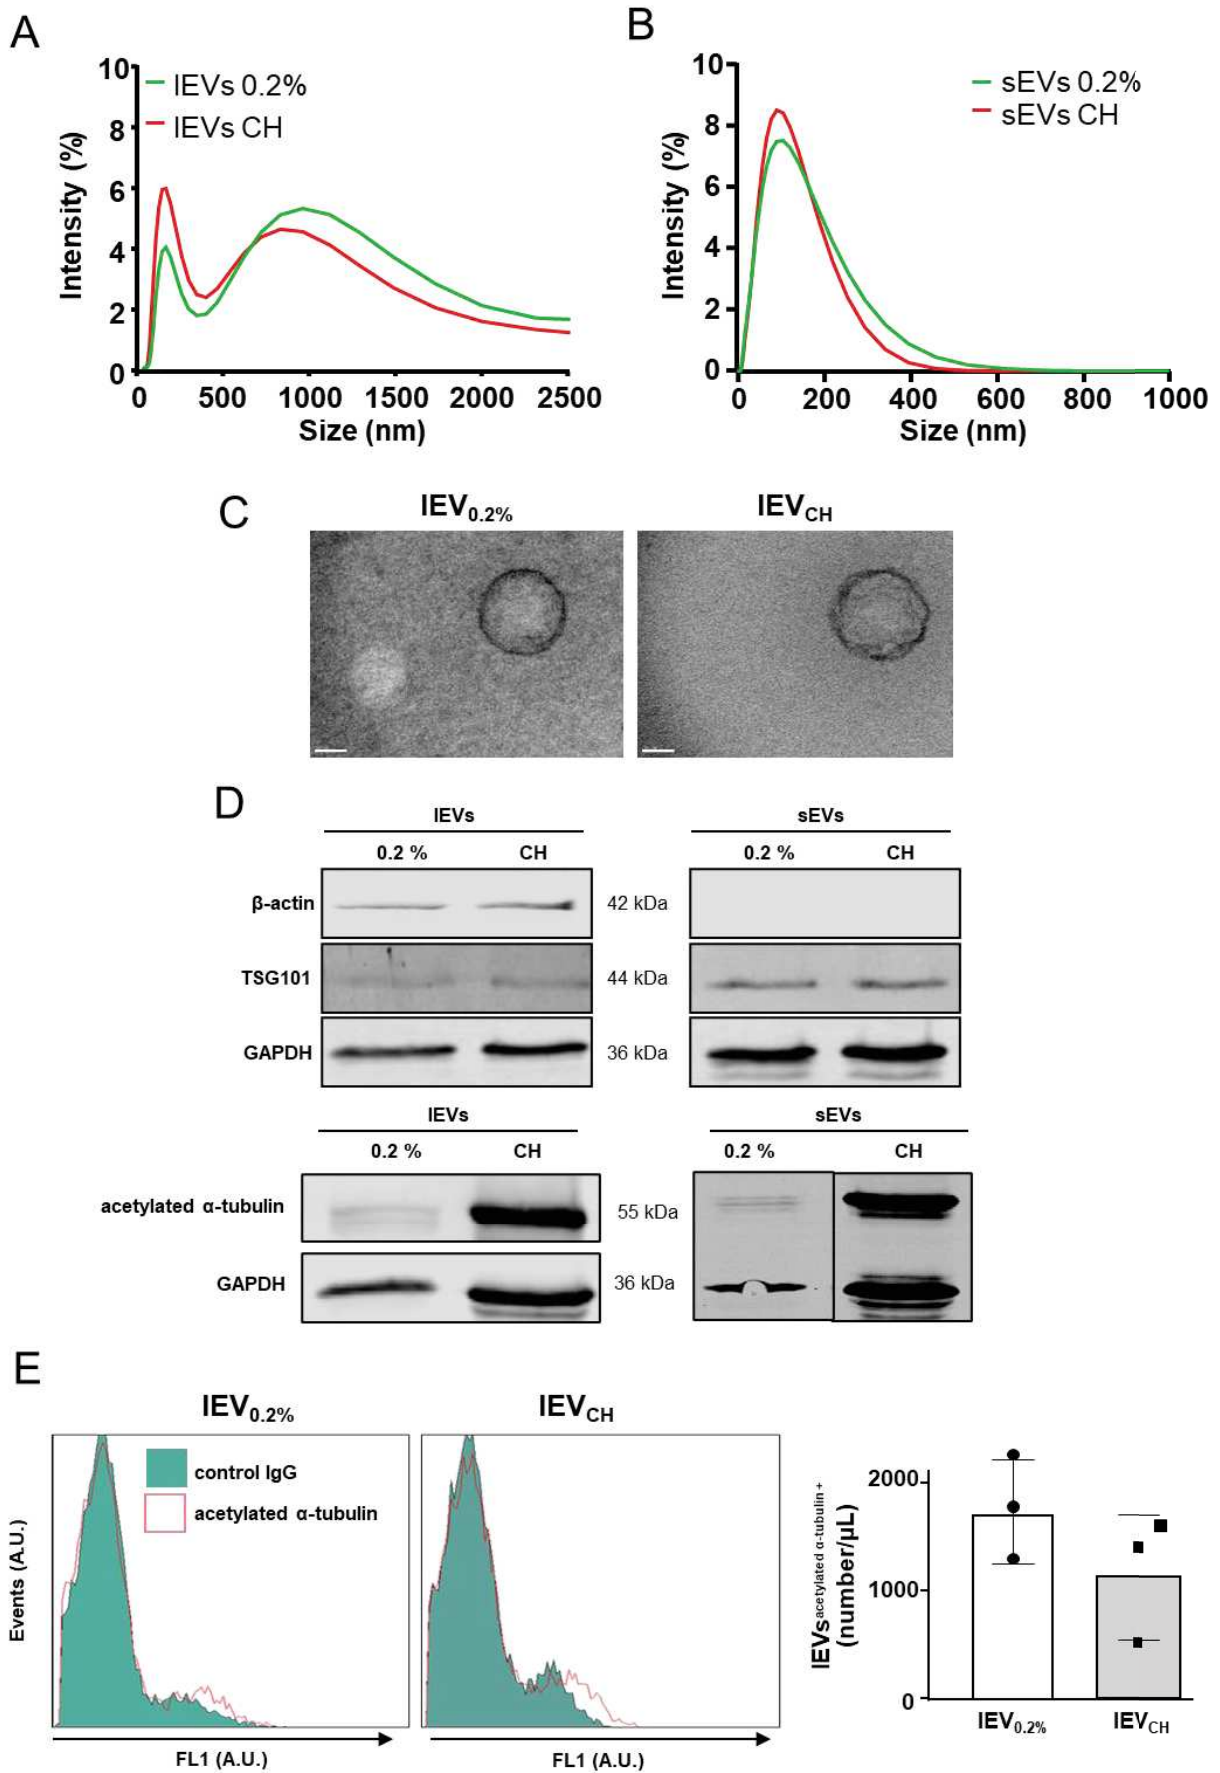 A
B
10
8
6
4
2
0
Intensity (%)
lEVs 0.2%
lEVs CH
0 500 1000 1500 2000 2500
Size (nm)
10
8
6
4
2
0
Intensity (%)
sEVs 0.2%
sEVs CH
0 200 400 600 800 1000
Size (nm)
C
lEV0.2%
lEVCH
D
lEVs
sEVs
0.2 % CH
0.2 % CH
β-actin
42 kDa
TSG101
44 kDa
GAPDH
36 kDa
lEVs
sEVs
0.2 % CH
0.2 % CH
acetylated α-tubulin
55 kDa
GAPDH
36 kDa
E
lEV0.2%
lEVCH
control IgG
acetylated α-tubulin
Events (A.U.)
FL1 (A.U.)
FL1 (A.U.)
lEVsacetylated α-tubulin +
(number/µL)
2000
1000
0
lEV0.2%
lEVCH